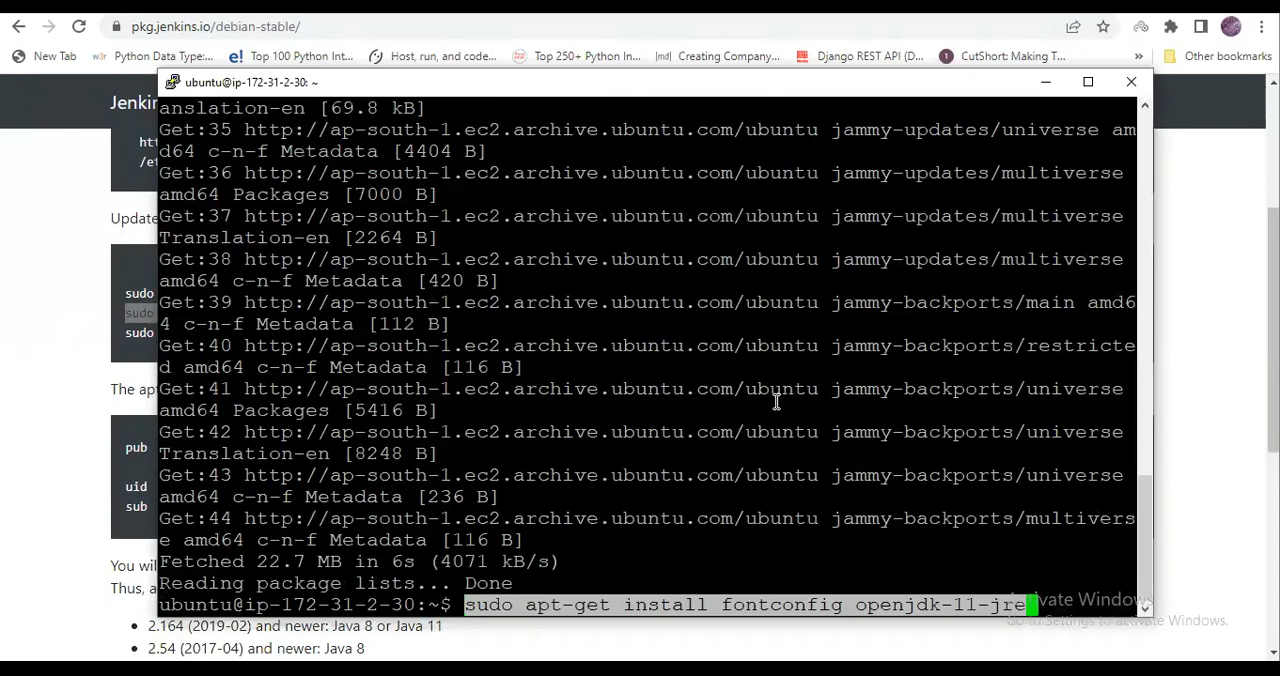 pkg.jenkins.io/debian-stable/
New Tab
Python Data Type:...
Top 100 Python Int...
Host, run, and code...
Top 250+ Python In...
Creating Company:...
Django REST API (D...
CutShort: Making T...
»
Other bookmarks
Jenkin
ubuntu@ip-172-31-2-30: ~
anslation-en [69.8 kB]
Get:35 http://ap-south-1.ec2.archive.ubuntu.com/ubuntu jammy-updates/universe am
d64 c-n-f Metadata [4404 B]
Get:36 http://ap-south-1.ec2.archive.ubuntu.com/ubuntu jammy-updates/multiverse
amd64 Packages [7000 B]
Get:37 http://ap-south-1.ec2.archive.ubuntu.com/ubuntu jammy-updates/multiverse
Translation-en [2264 B]
Get:38 http://ap-south-1.ec2.archive.ubuntu.com/ubuntu jammy-updates/multiverse
amd64 c-n-f Metadata [420 B]
Get:39 http://ap-south-1.ec2.archive.ubuntu.com/ubuntu jammy-backports/main amd6
4 c-n-f Metadata [112 B]
Get:40 http://ap-south-1.ec2.archive.ubuntu.com/ubuntu jammy-backports/restricte
d amd64 c-n-f Metadata [116 B]
Get:41 http://ap-south-1.ec2.archive.ubuntu.com/ubuntu jammy-backports/universe
amd64 Packages [5416 B]
Get:42 http://ap-south-1.ec2.archive.ubuntu.com/ubuntu jammy-backports/universe
Translation-en [8248 B]
Get:43 http://ap-south-1.ec2.archive.ubuntu.com/ubuntu jammy-backports/universe
amd64 c-n-f Metadata [236 B]
Get:44 http://ap-south-1.ec2.archive.ubuntu.com/ubuntu jammy-backports/multivers
e amd64 c-n-f Metadata [116 B]
Fetched 22.7 MB in 6s (4071 kB/s)
Reading package lists... Done
ubuntu@ip-172-31-2-30:~$ sudo apt-get install fontconfig openjdk-11-jre
htt
/et
Update
sudo
sudo
sudo
The apt
pub
uid
sub
You wil
Thus, a
• 2.164 (2019-02) and newer: Java 8 or Java 11
• 2.54 (2017-04) and newer: Java 8
Activate Windows
Go to Settings to activate Windows.